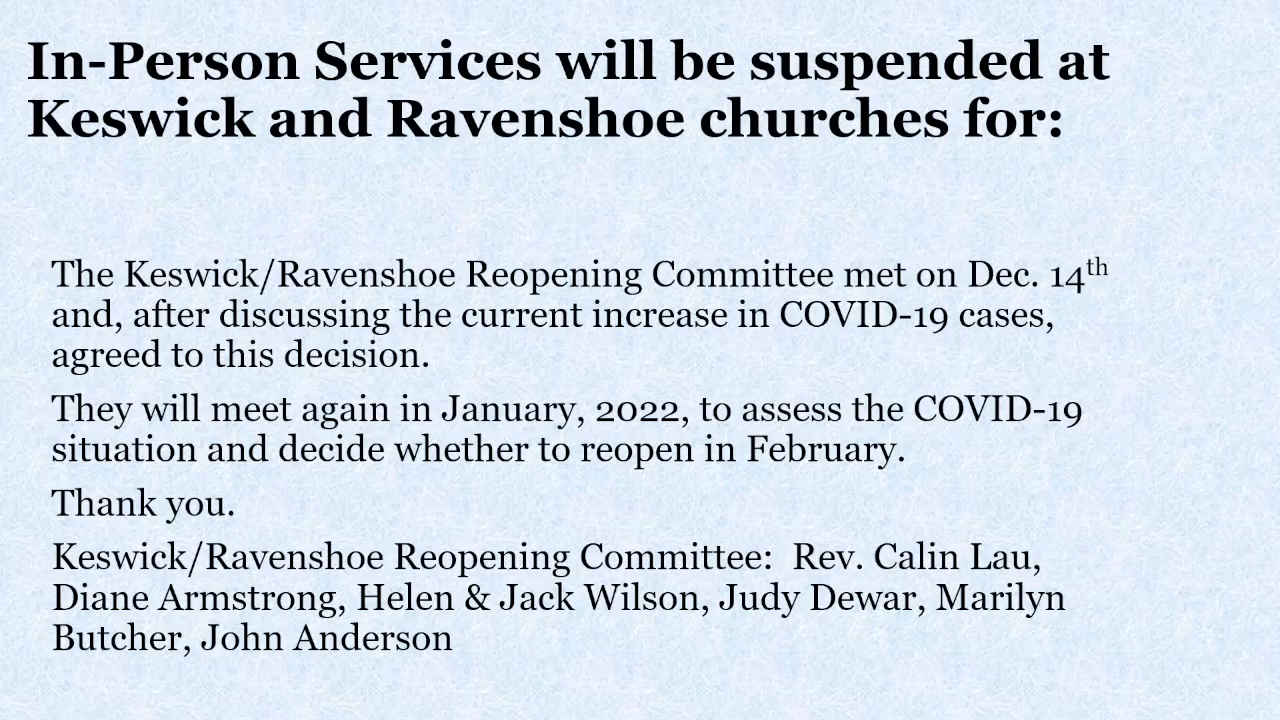 In-Person Services will be suspended at
Keswick and Ravenshoe churches for:
The Keswick/Ravenshoe Reopening Committee met on Dec. 14th
and, after discussing the current increase in COVID-19 cases,
agreed to this decision.
They will meet again in January, 2022, to assess the COVID-19
situation and decide whether to reopen in February.
Thank you.
Keswick/Ravenshoe Reopening Committee:  Rev. Calin Lau,
Diane Armstrong, Helen & Jack Wilson, Judy Dewar, Marilyn
Butcher, John Anderson